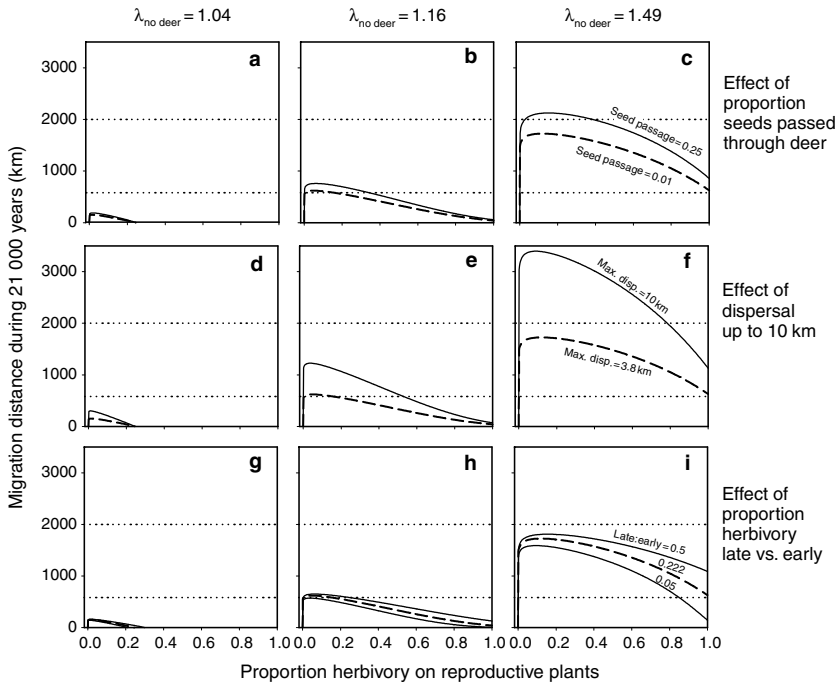 λno deer = 1.04
λno deer = 1.16
λno deer = 1.49
Migration distance during 21 000 years (km)
3000
2000
1000
0
a
b
c
Seed passage=0.25
Seed passage=0.01
Effect of
proportion
seeds passed
through deer
3000
2000
1000
0
d
e
f
Max. disp.=10km
Max. disp.=3.8km
Effect of
dispersal
up to 10 km
3000
2000
1000
0
g
h
i
Late:early=0.5
0.222
0.05
Effect of
proportion
herbivory
late vs. early
0.0 0.2 0.4 0.6 0.8 1.0
0.0 0.2 0.4 0.6 0.8 1.0
0.0 0.2 0.4 0.6 0.8 1.0
Proportion herbivory on reproductive plants